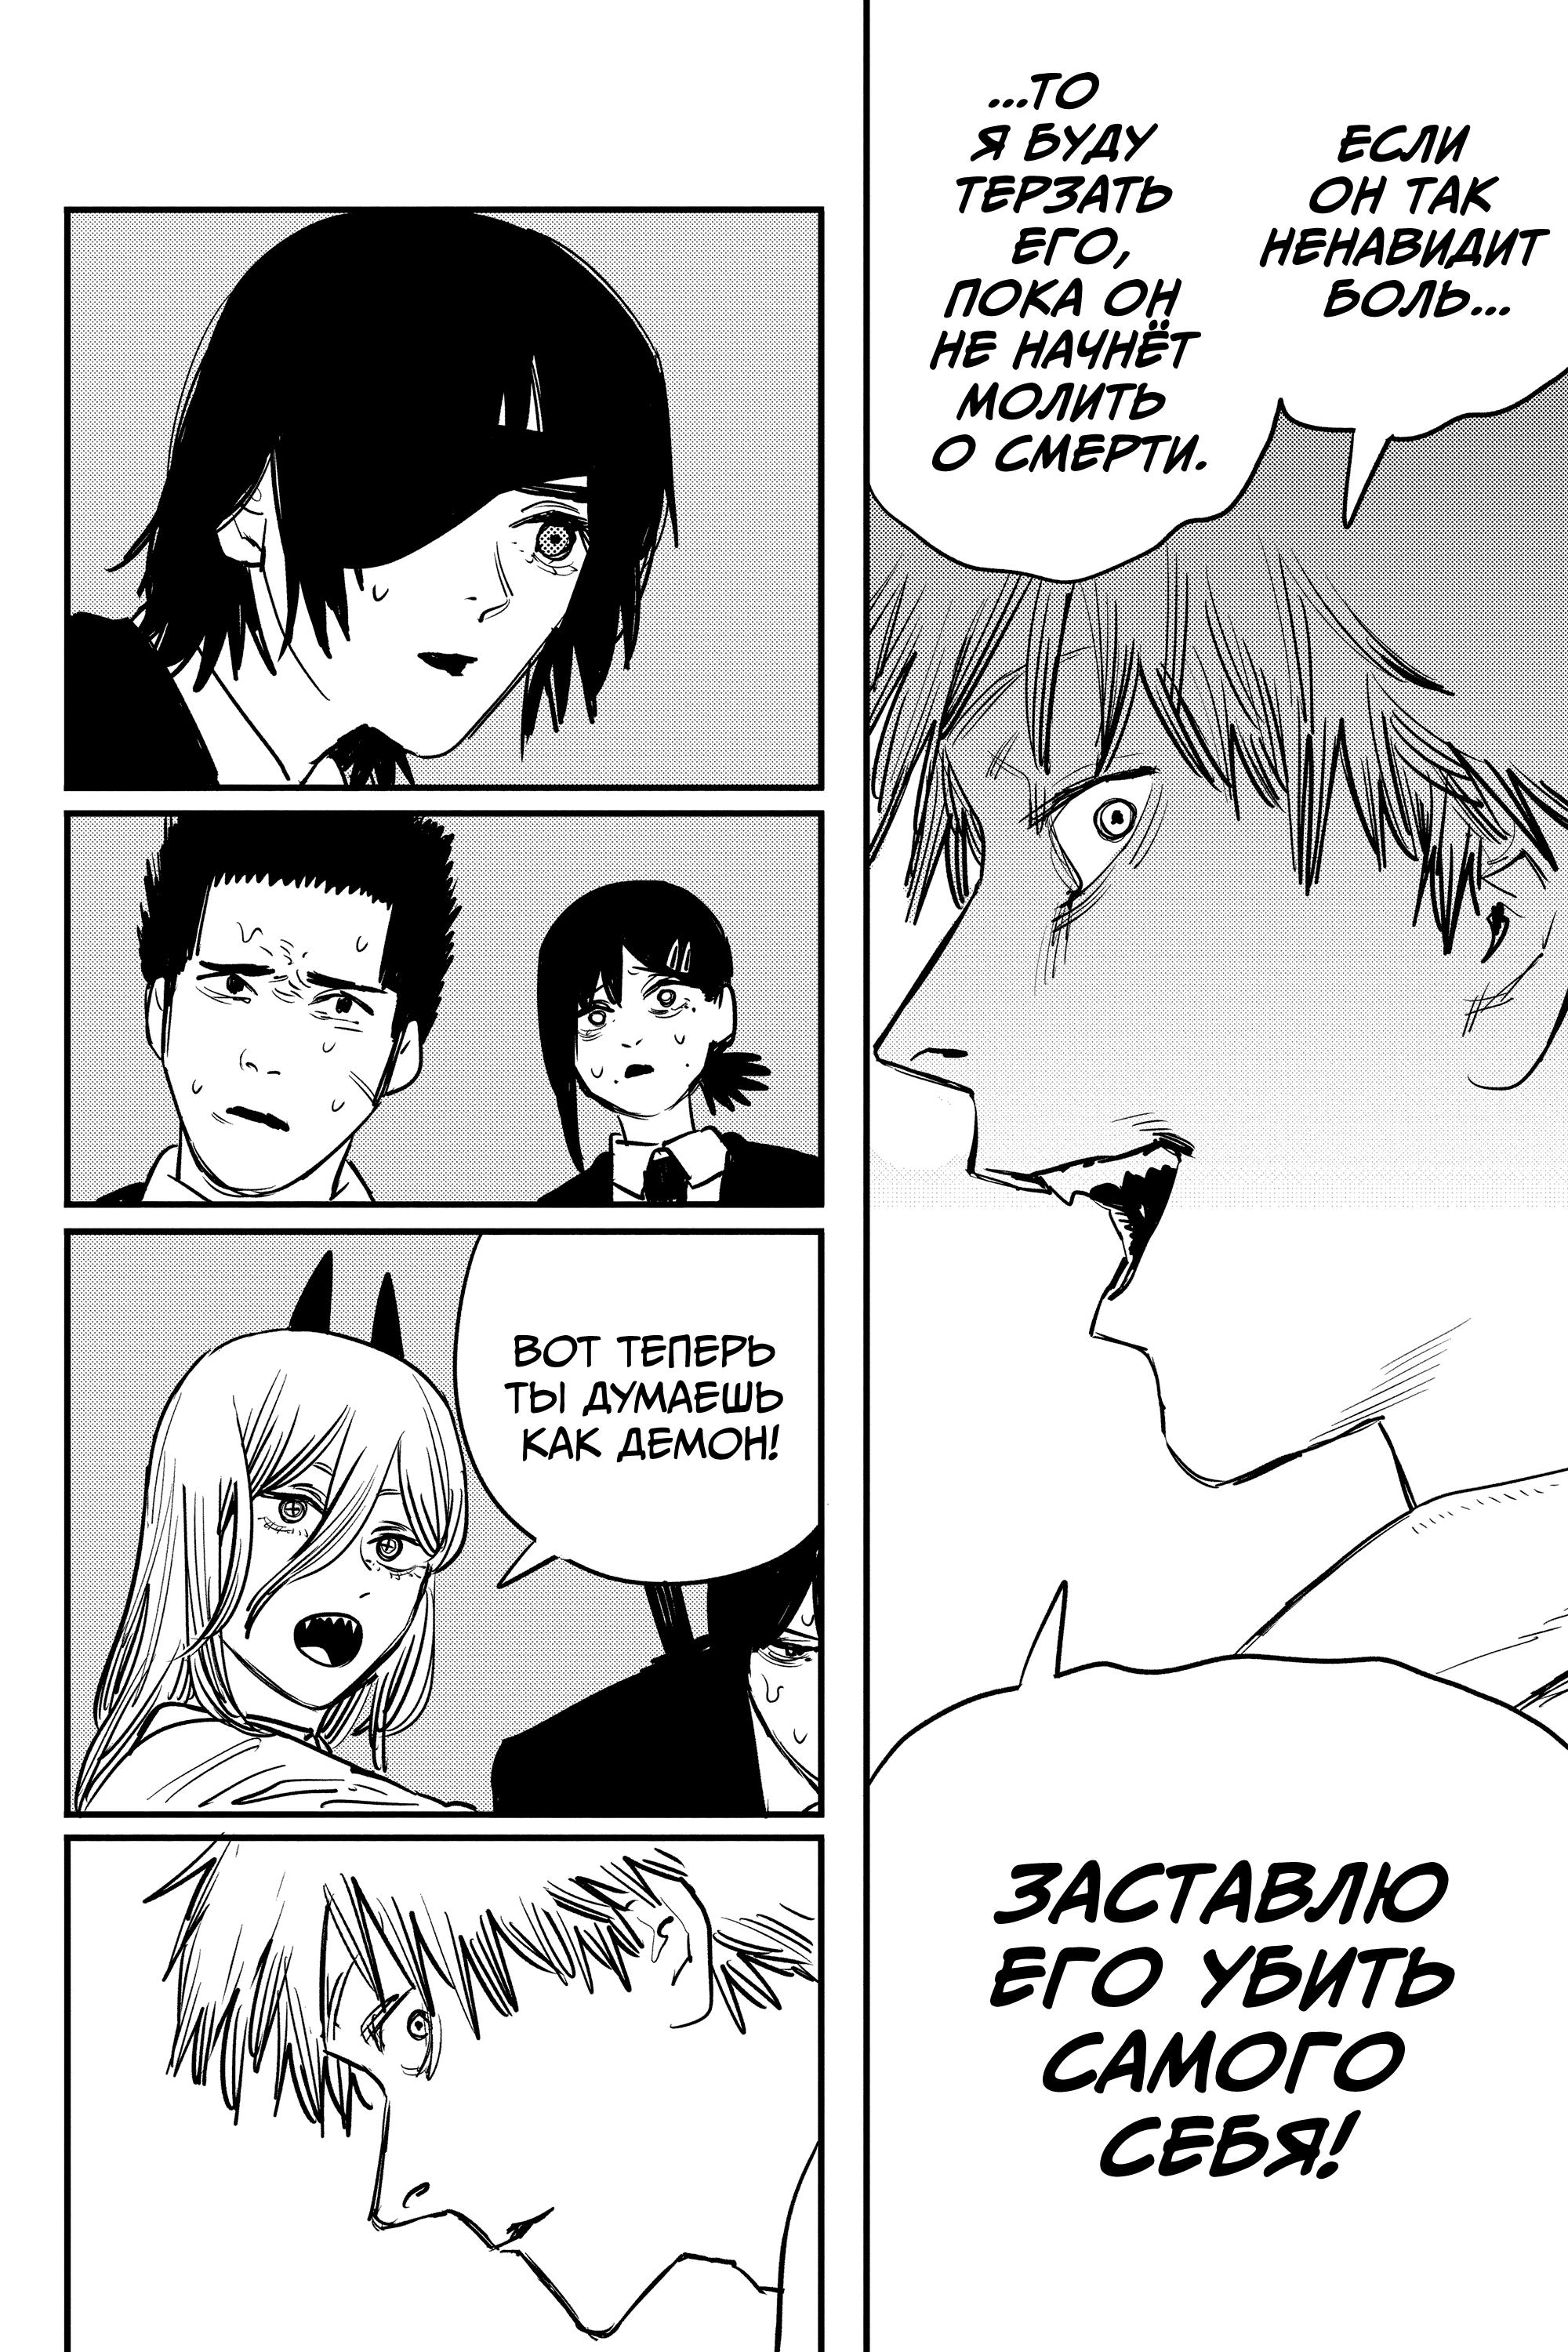 ЕСЛИ
ОН ТАК
НЕНАВИДИТ
БОЛЬ...
...ТО
Я БУДУ
ТЕРЗАТЬ
ЕГО,
ПОКА ОН
НЕ НАЧНЁТ
МОЛИТЬ
О СМЕРТИ.
ЗАСТАВЛЮ
ЕГО УБИТЬ
САМОГО
СЕБЯ!
ВОТ ТЕПЕРЬ
ТЫ ДУМАЕШЬ
КАК ДЕМОН!